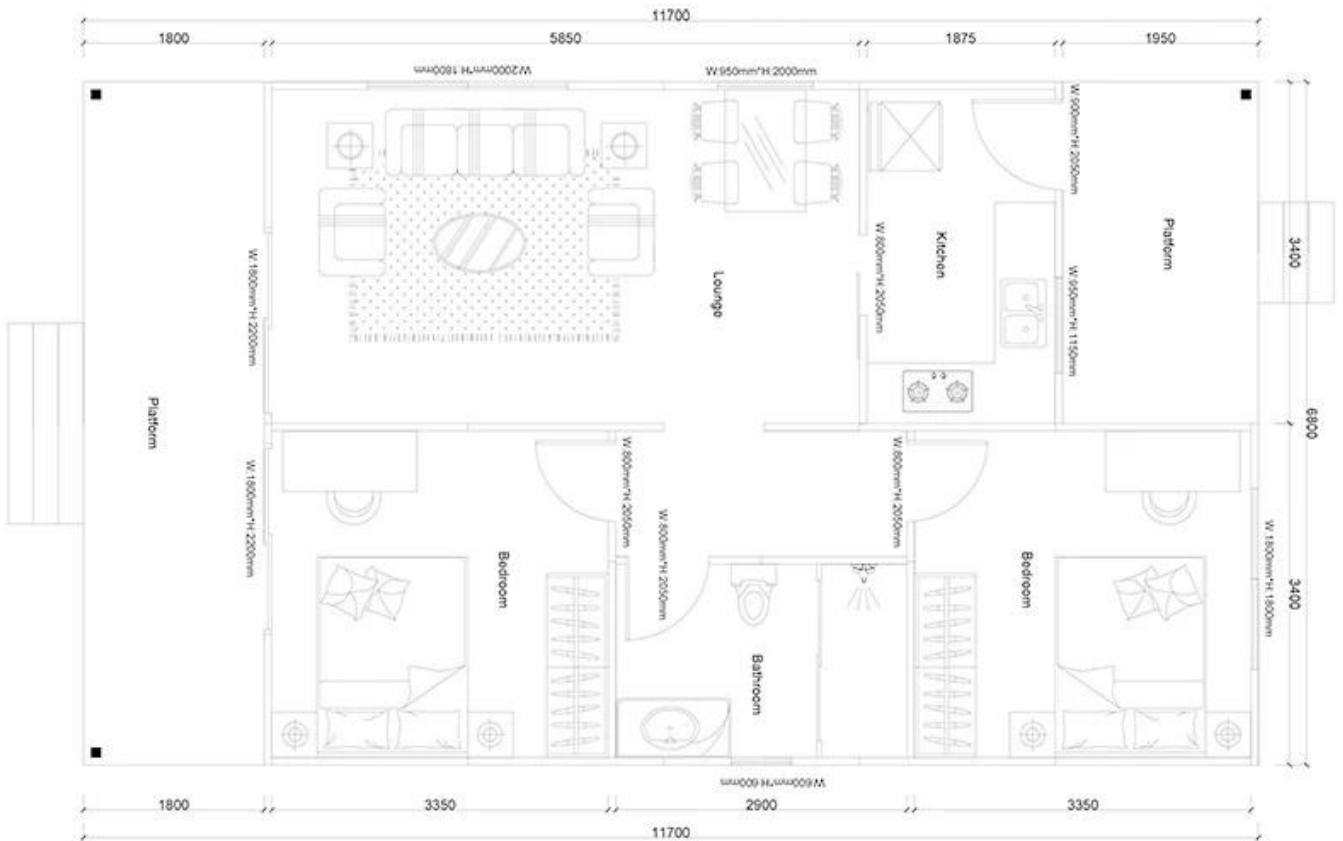 11700
1800
5850
1875
1950
W:2000mm*H:1800mm
W:950mm*H:2000mm
W:900mm*H:2050mm
Platform
3400
Kitchen
W:800mm*H:2050mm
Lounge
W:950mm*H:1150mm
W:1800mm*H:2200mm
6800
Platform
W:1800mm*H:2200mm
W:800mm*H:2050mm
W:800mm*H:2050mm
W:800mm*H:2050mm
Bedroom
Bedroom
W:1800mm*H:1800mm
3400
Bathroom
W:600mm*H:600mm
1800
3350
2900
3350
11700